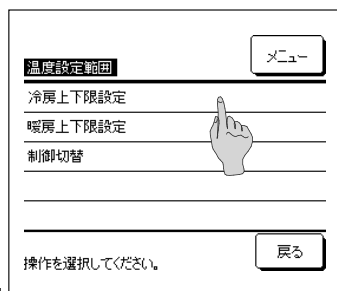 メニュー
温度設定範囲
冷房上下限設定
暖房上下限設定
制御切替
戻る
操作を選択してください。